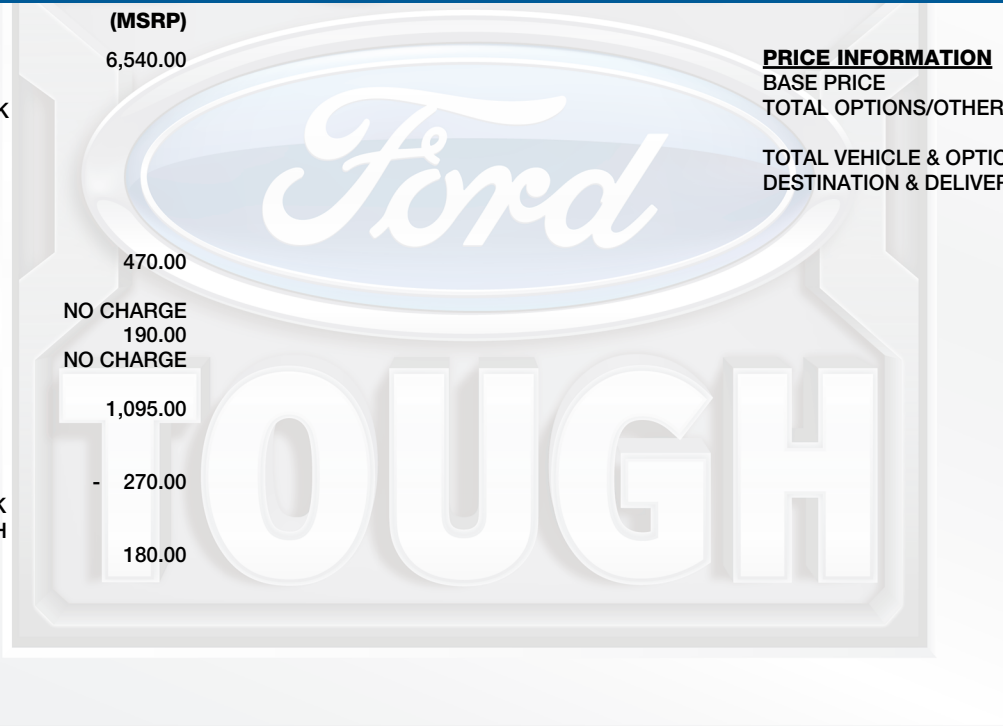 (MSRP)
6,540.00
K
470.00
NO CHARGE
190.00
NO CHARGE
1,095.00
- 270.00
K
H
180.00
PRICE INFORMATION
BASE PRICE
TOTAL OPTIONS/OTHER
TOTAL VEHICLE & OPTIO
DESTINATION & DELIVER
Ford
TOUGH